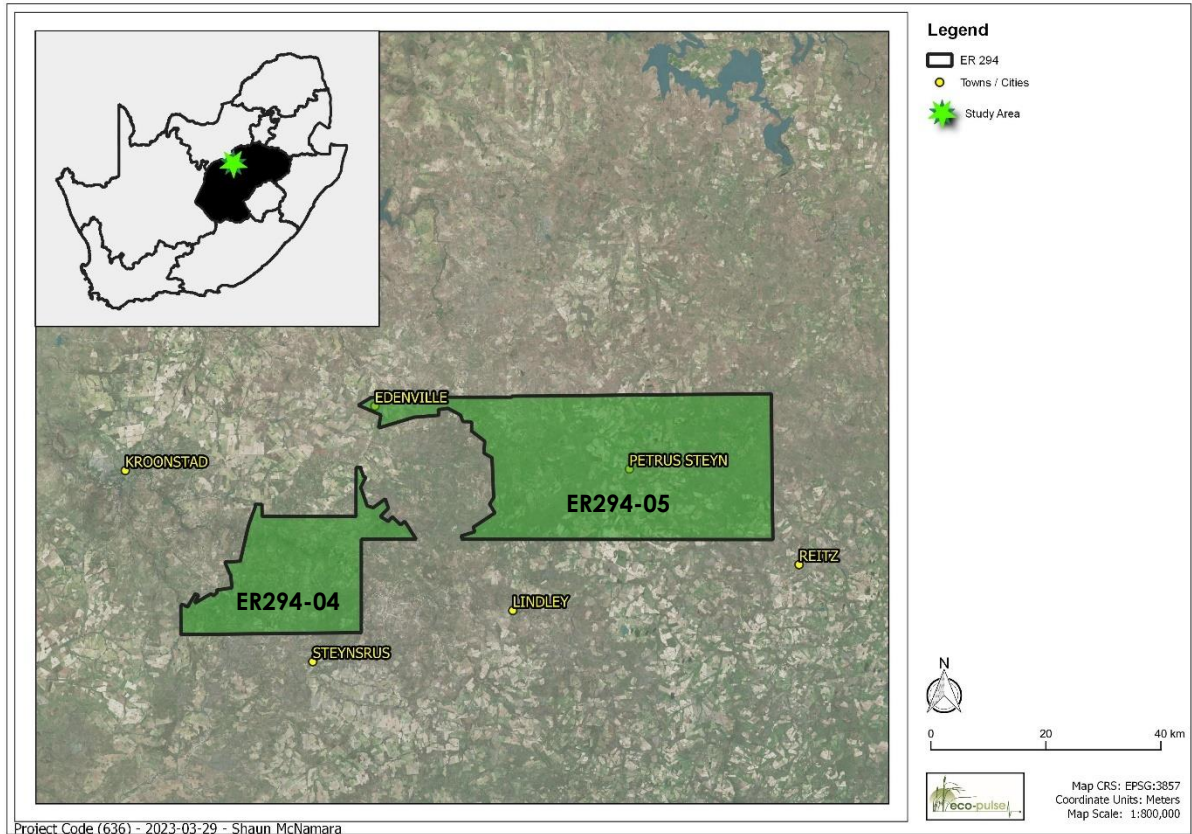 Legend
ER 294
Towns / Cities
Study Area
EDENVILLE
KROONSTAD
PETRUS STEYN
ER294-05
REITZ
ER294-04
LINDLEY
STEYNSRUS
N
0 20 40 km
eco-pulse
Map CRS: EPSG:3857
Coordinate Units: Meters
Map Scale: 1:800,000
Project Code (636) - 2023-03-29 - Shaun McNamara